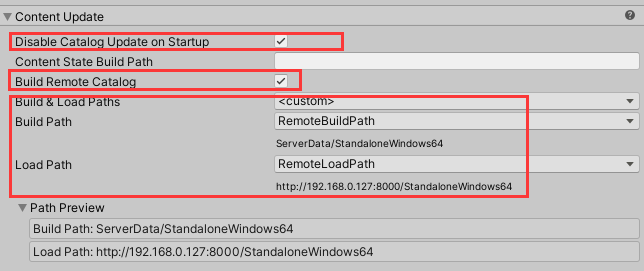 Content Update
Disable Catalog Update on Startup
Content State Build Path
Build Remote Catalog
Build & Load Paths <custom>
Build Path RemoteBuildPath
ServerData/StandaloneWindows64
Load Path RemoteLoadPath
http://192.168.0.127:8000/StandaloneWindows64
Path Preview
Build Path: ServerData/StandaloneWindows64
Load Path: http://192.168.0.127:8000/StandaloneWindows64